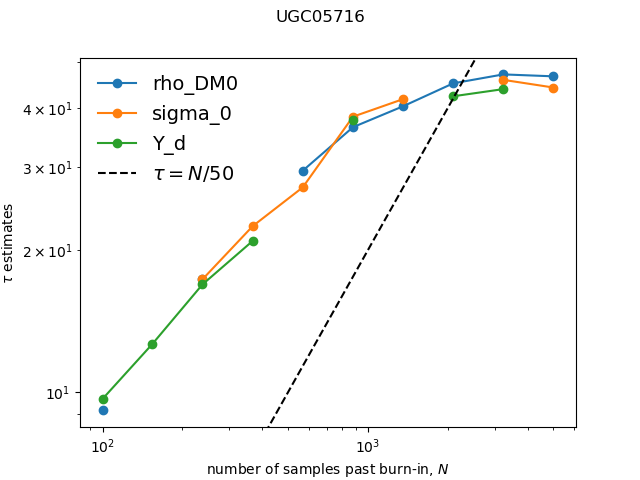 UGC05716
rho_DM0
sigma_0
Y_d
τ = N/50
4 × 10¹
3 × 10¹
2 × 10¹
10¹
τ estimates
10² 10³
number of samples past burn-in, N